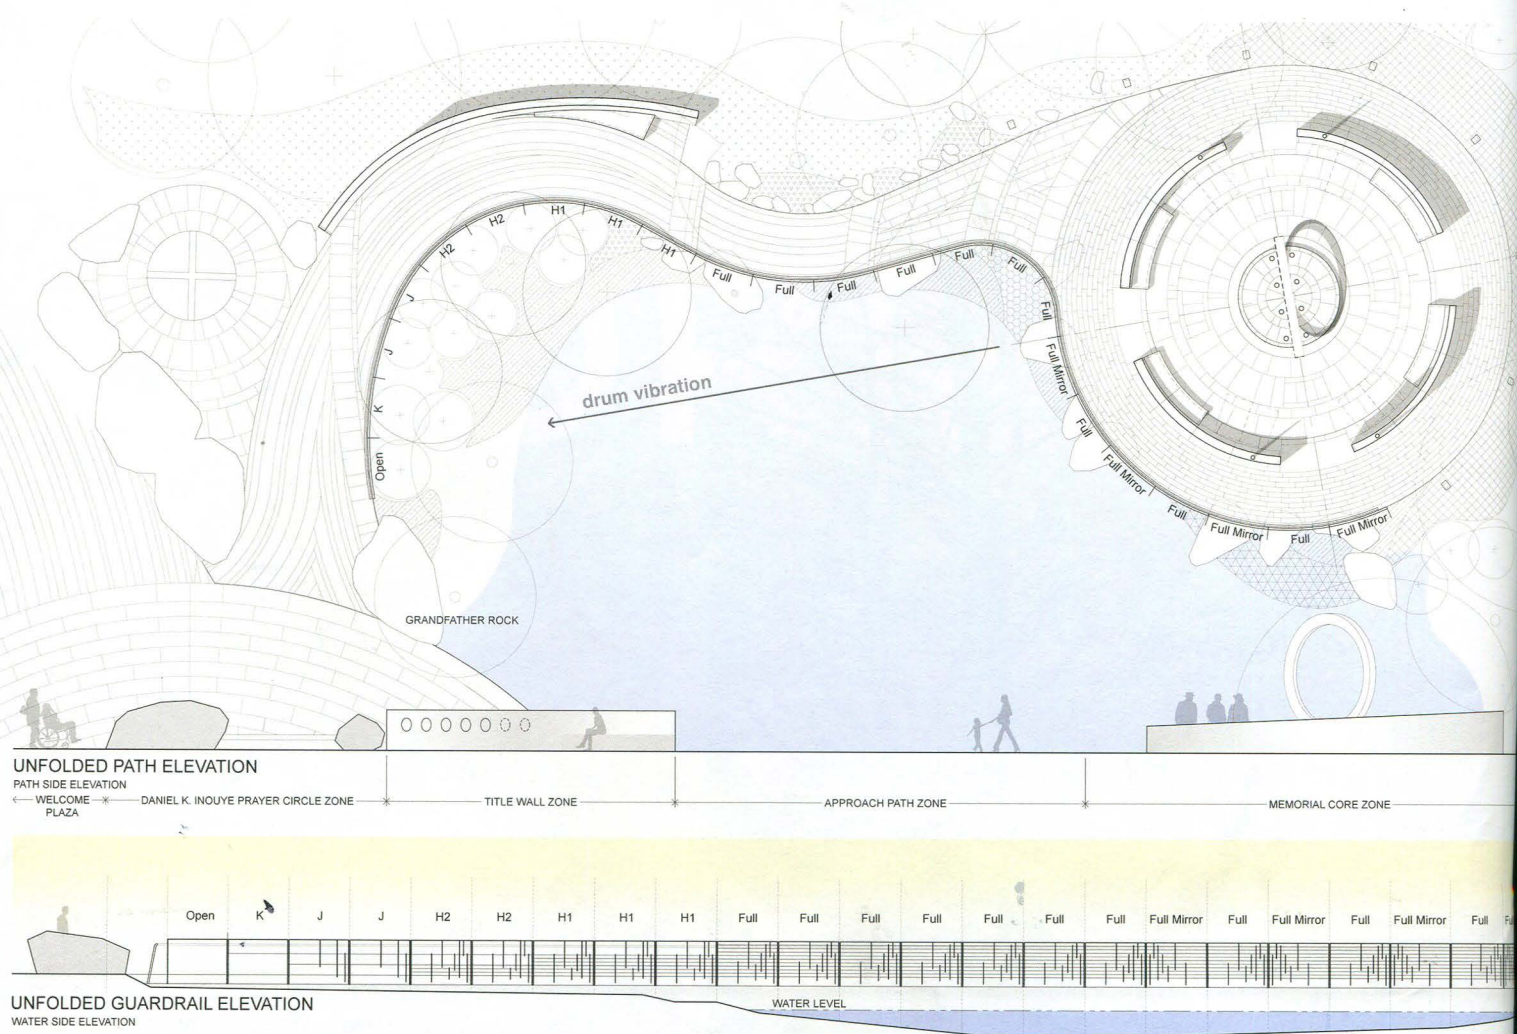 H2
H1
H1
H2
H1
Full
Full
Full
Full
Full
Full
J
Full
J
Full Mirror
drum vibration
K
Full
Open
Full Mirror
Full
Full Mirror
Full
Full Mirror
GRANDFATHER ROCK
UNFOLDED PATH ELEVATION
PATH SIDE ELEVATION
WELCOME PLAZA
DANIEL K. INOUYE PRAYER CIRCLE ZONE
TITLE WALL ZONE
APPROACH PATH ZONE
MEMORIAL CORE ZONE
Open K J J H2 H2 H1 H1 H1 Full Full Full Full Full Full Full Full Mirror Full Full Mirror Full Full Mirror Full
UNFOLDED GUARDRAIL ELEVATION
WATER SIDE ELEVATION
WATER LEVEL